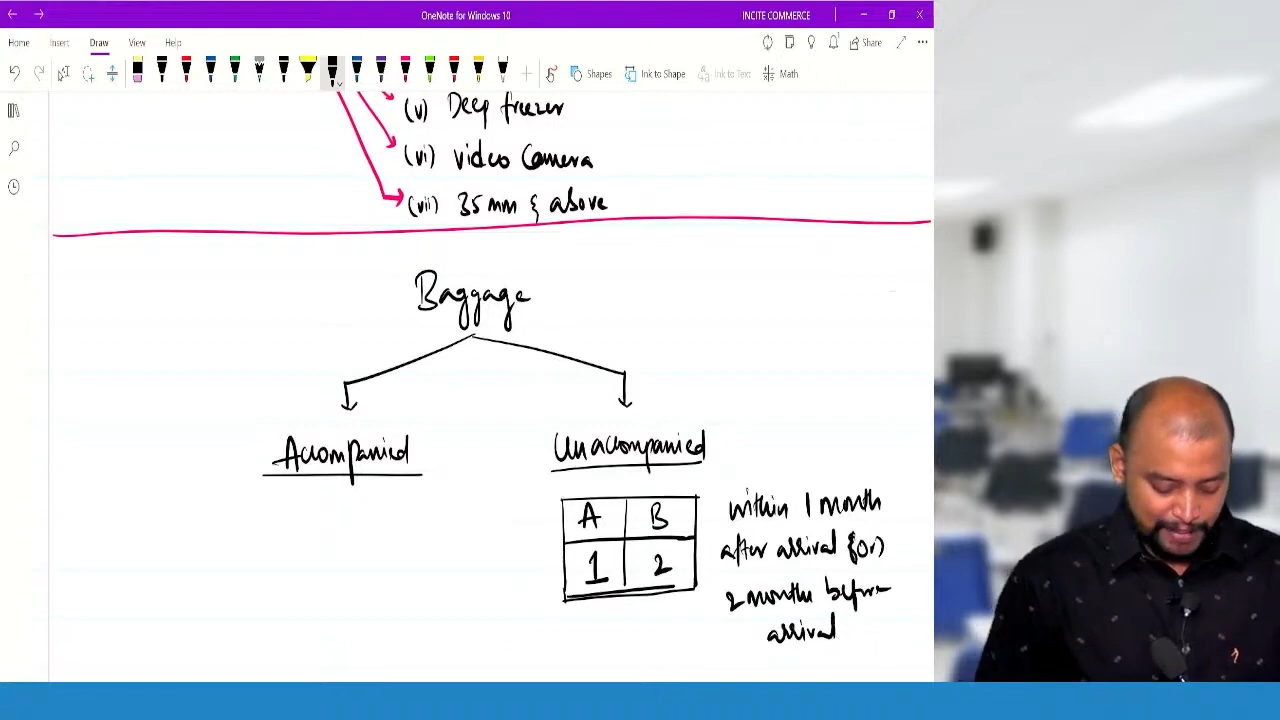 OneNote for Windows 10
INCITE COMMERCE
Home Insert Draw View Help
Share
Shapes
Ink to Shape
Ink to Text
Math
(v) Deep freezer
(vi) video Camera
(vii) 35 mm & above
Baggage
Accompanied
Unaccompanied
A B
1 2
within 1 month
after arrival (or)
2 months before
arrival